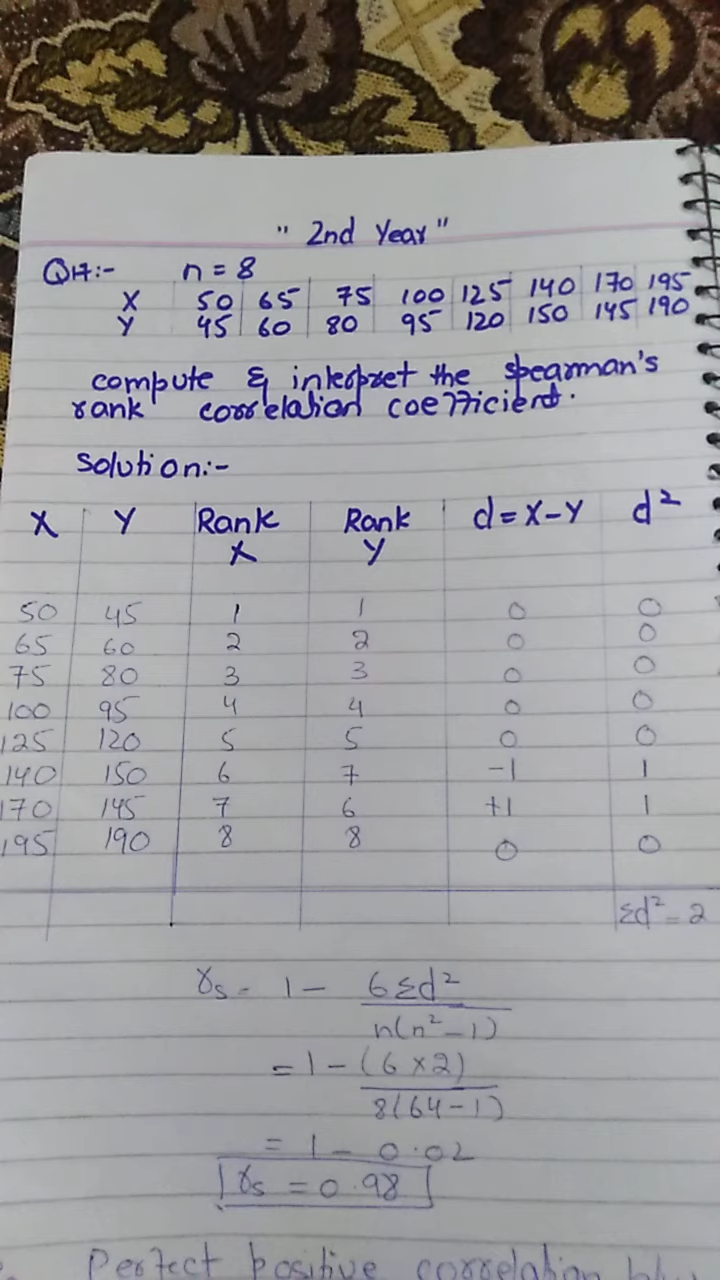 " 2nd Year "
Q17:- n = 8
X 50 65 75 100 125 140 170 195
Y 45 60 80 95 120 150 145 190
compute & interpret the spearman's
rank correlation coefficient.
Solution:-
X Y Rank X Rank Y d = X-Y d²
50 45 1 1 0 0
65 60 2 2 0 0
75 80 3 3 0 0
100 95 4 4 0 0
125 120 5 5 0 0
140 150 6 7 -1 1
170 145 7 6 +1 1
195 190 8 8 0 0
Σd² = 2
rs = 1 - 6Σd² / n(n²-1)
= 1 - (6×2) / 8(64-1)
= 1 - 0.02
rs = 0.98
Perfect positive correlation